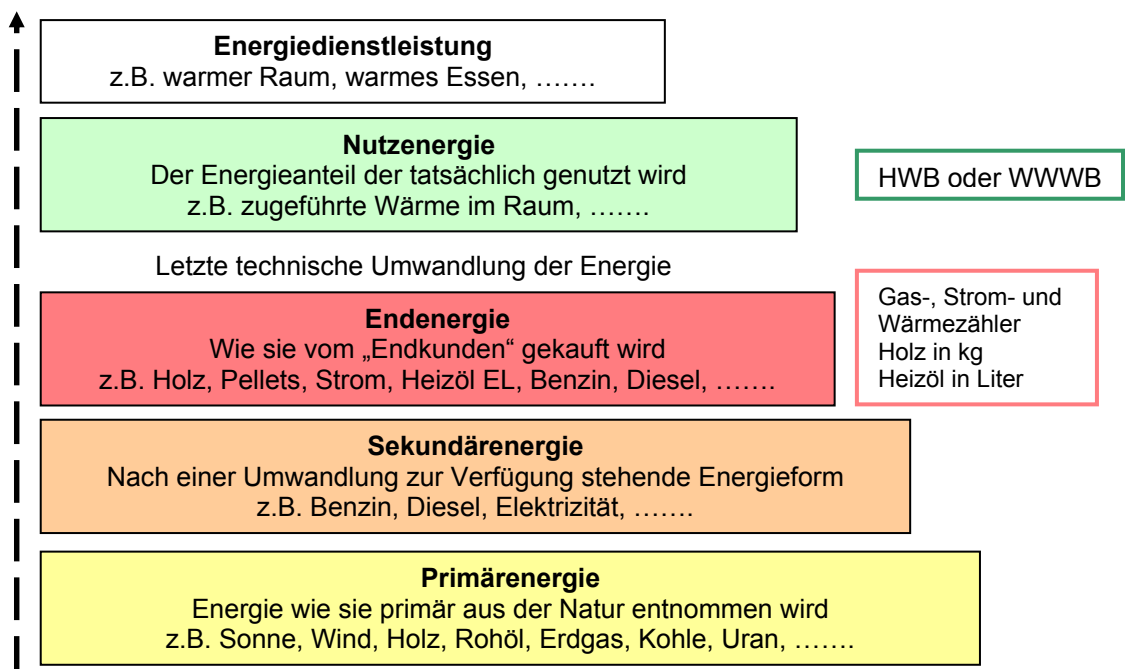 Energiedienstleistung
z.B. warmer Raum, warmes Essen, …….
Nutzenergie
Der Energieanteil der tatsächlich genutzt wird
z.B. zugeführte Wärme im Raum, …….
HWB oder WWWB
Letzte technische Umwandlung der Energie
Endenergie
Wie sie vom „Endkunden“ gekauft wird
z.B. Holz, Pellets, Strom, Heizöl EL, Benzin, Diesel, …….
Gas-, Strom- und
Wärmezähler
Holz in kg
Heizöl in Liter
Sekundärenergie
Nach einer Umwandlung zur Verfügung stehende Energieform
z.B. Benzin, Diesel, Elektrizität, …….
Primärenergie
Energie wie sie primär aus der Natur entnommen wird
z.B. Sonne, Wind, Holz, Rohöl, Erdgas, Kohle, Uran, …….